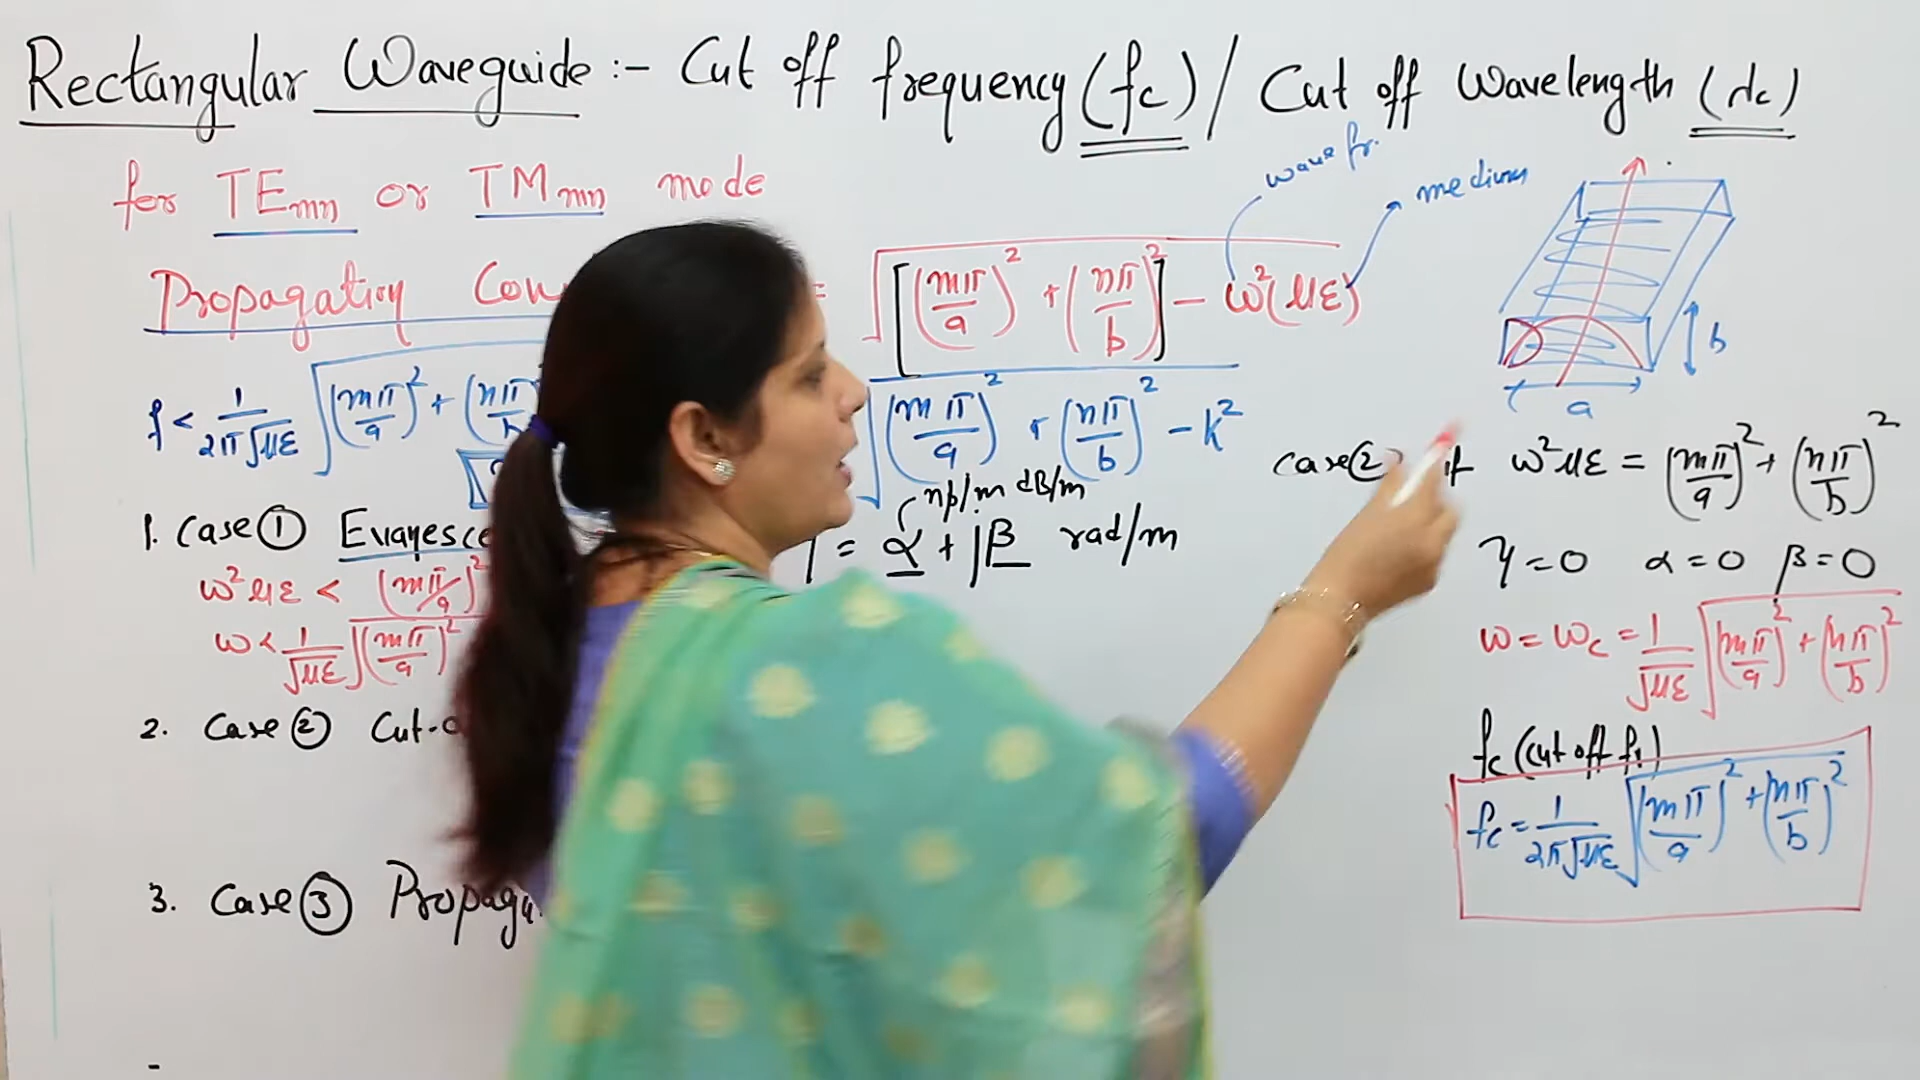 Rectangular Waveguide :- Cut off frequency (fc) / Cut off Wavelength (λc)
for TEmn or TMmn mode
wave fr.
medium
Propagation = √[(mπ/a)² + (nπ/b)²] - ω²(με)
b
a
f < 1/2π√με √(mπ/a)² + (nπ
√(mπ/a)² + (nπ/b)² - k²
np/m dB/m
= α + jβ rad/m
1. Case ①
ω²με < (mπ/a)²
ω < 1/√με √(mπ/a)²
2. Case ② Cut-
3. Case ③
Case ② if ω²με = (mπ/a)² + (nπ/b)²
γ = 0 α = 0 β = 0
ω = ωc = 1/√με √(mπ/a)² + (nπ/b)²
fc (cut off fr)
fc = 1/2π√με √(mπ/a)² + (nπ/b)²